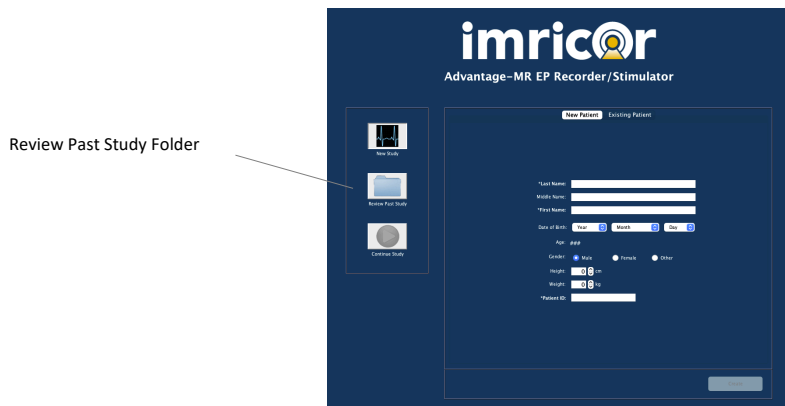 imricor
Advantage-MR EP Recorder/Stimulator
Review Past Study Folder
New Study
Review Past Study
Continue Study
New Patient Existing Patient
*Last Name:
Middle Name:
*First Name:
Date of Birth: Year Month Day
Age: ###
Gender: Male Female Other
Height: 0 cm
Weight: 0 kg
*Patient ID: